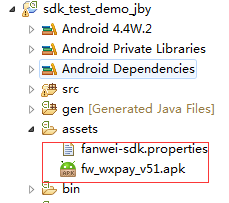 sdk_test_demo_jby
Android 4.4W.2
Android Private Libraries
Android Dependencies
src
gen [Generated Java Files]
assets
fanwei-sdk.properties
APK fw_wxpay_v51.apk
bin